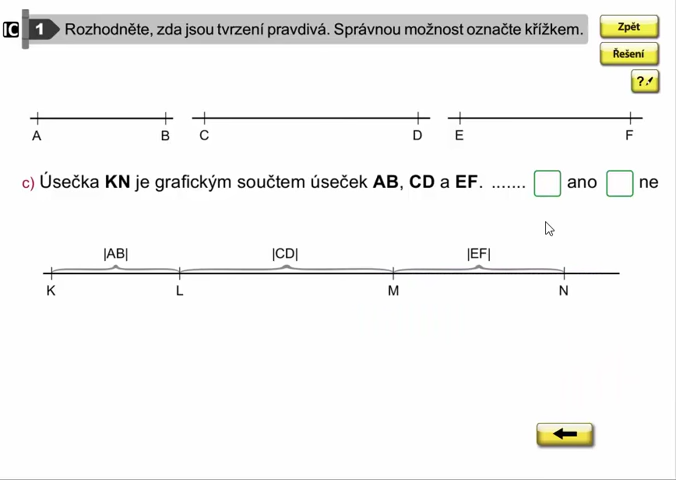 1 Rozhodněte, zda jsou tvrzení pravdivá. Správnou možnost označte křížkem.
Zpět
Řešení
?
A B C D E F
c) Úsečka KN je grafickým součtem úseček AB, CD a EF. ....... ano ne
|AB| |CD| |EF|
K L M N